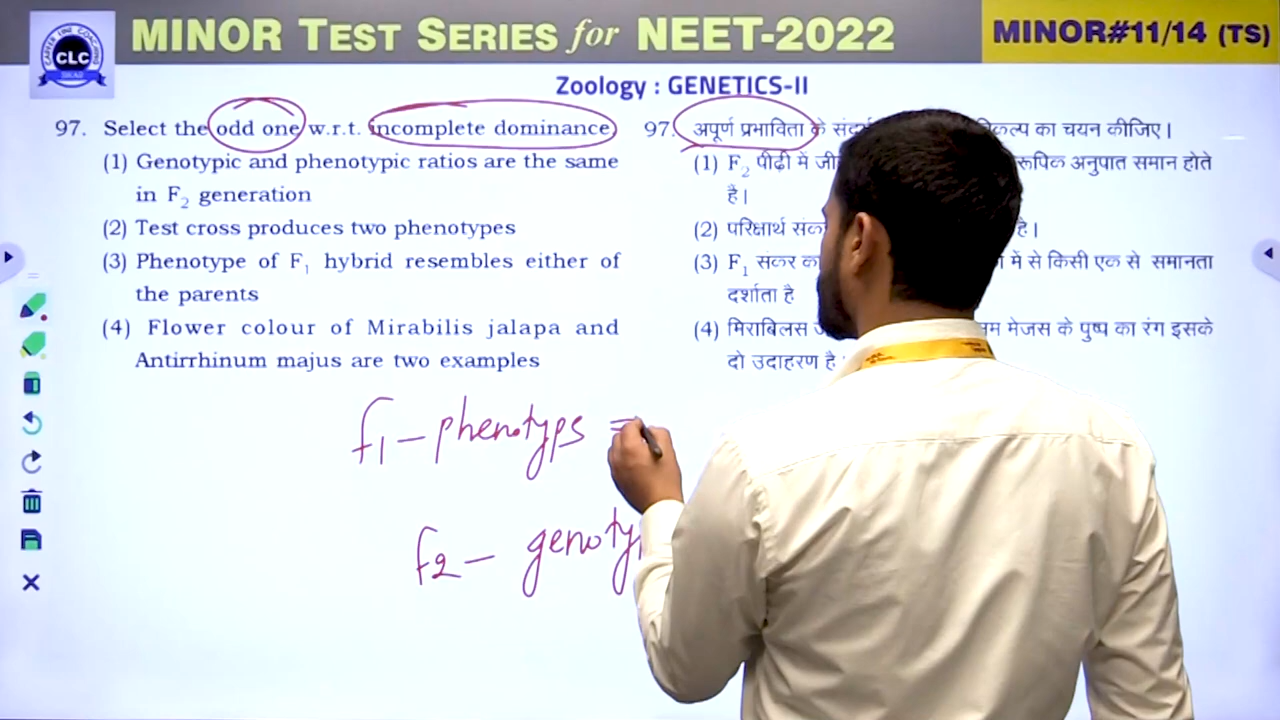 MINOR TEST SERIES for NEET-2022
MINOR#11/14 (TS)
CLC
Zoology : GENETICS-II
97. Select the odd one w.r.t. incomplete dominance
(1) Genotypic and phenotypic ratios are the same
in F₂ generation
(2) Test cross produces two phenotypes
(3) Phenotype of F₁ hybrid resembles either of
the parents
(4) Flower colour of Mirabilis jalapa and
Antirrhinum majus are two examples
97. अपूर्ण प्रभाविता के का चयन कीजिए।
(1) F₂ पीढ़ी में अनुपात समान होते
हैं।
(2) परिक्षार्थ है।
(3) F₁ संकर में से किसी एक से समानता
दर्शाता है
(4) मिराबिलस मेजस के पुष्प का रंग इसके
दो उदाहरण है
f₁ - phenotyps =
f2 - genoty